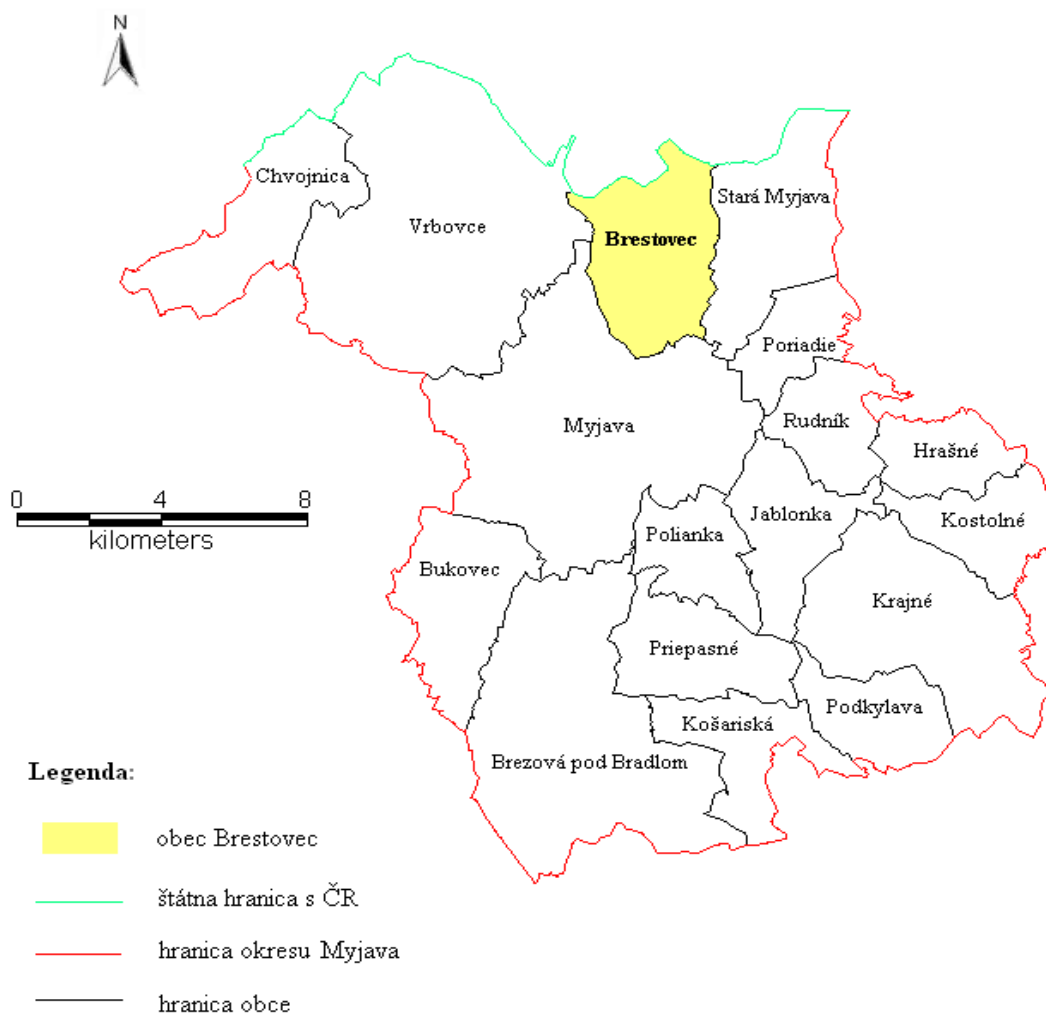 N
Chvojnica
Vrbovce
Stará Myjava
Brestovec
Poriadie
Myjava
Rudník
Hrašné
0 4 8
kilometers
Jablonka
Kostolné
Polianka
Bukovec
Krajné
Priepasné
Podkylava
Košariská
Brezová pod Bradlom
Legenda:
obec Brestovec
štátna hranica s ČR
hranica okresu Myjava
hranica obce